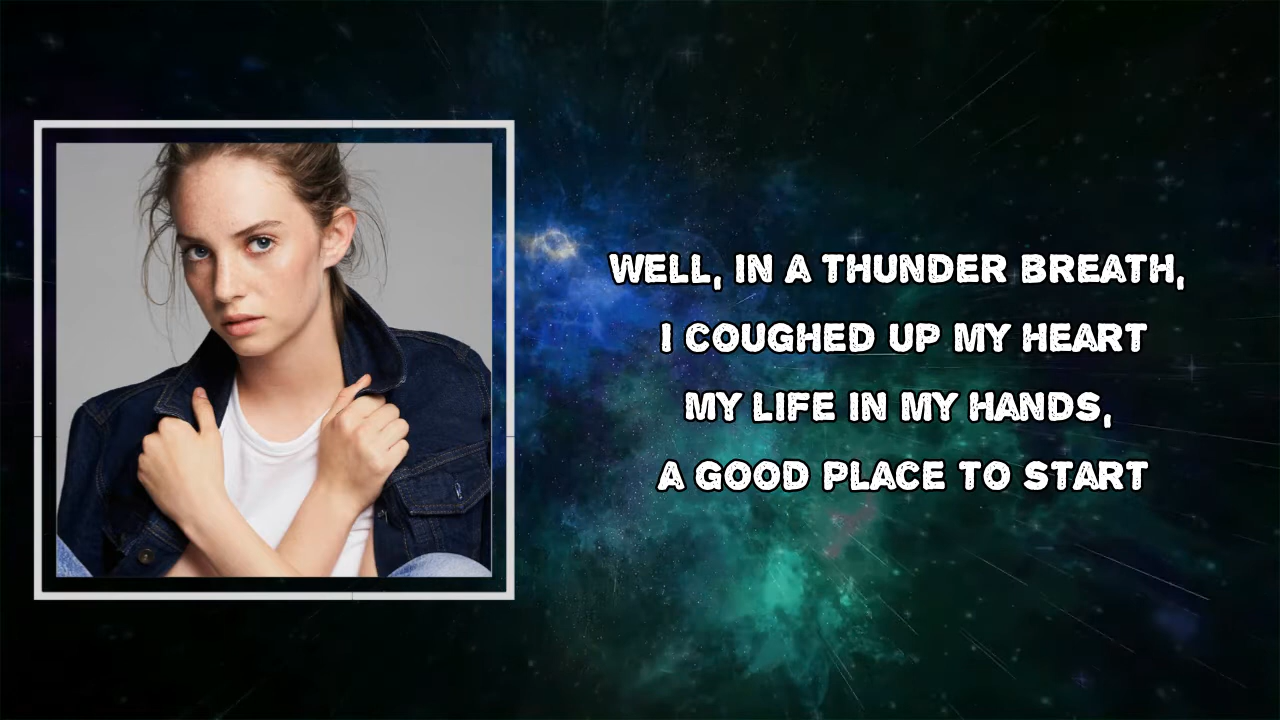 WELL, IN A THUNDER BREATH,
I COUGHED UP MY HEART
MY LIFE IN MY HANDS,
A GOOD PLACE TO START